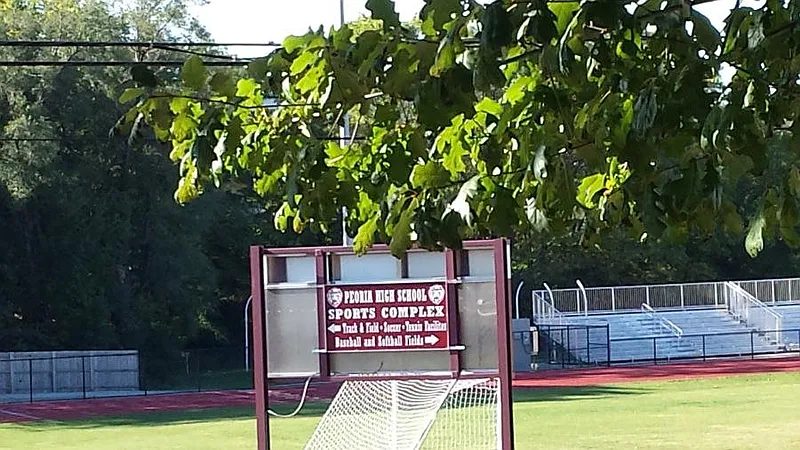 PEORIA HIGH SCHOOL
SPORTS COMPLEX
← Track & Field • Soccer • Tennis Facilities
Baseball and Softball Fields →